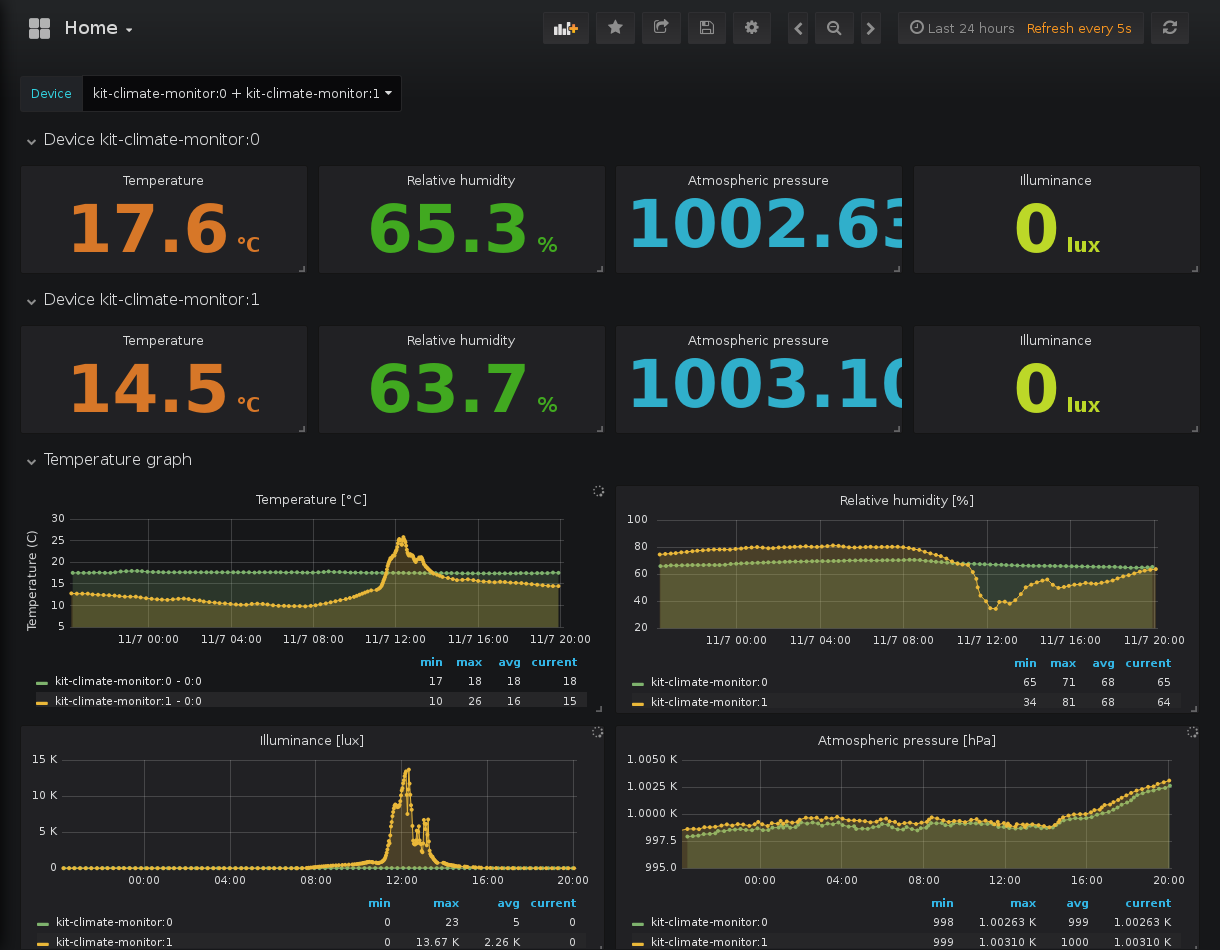 Home
Last 24 hours Refresh every 5s
Device kit-climate-monitor:0 + kit-climate-monitor:1
Device kit-climate-monitor:0
Temperature Relative humidity Atmospheric pressure Illuminance
17.6 °C 65.3 % 1002.63 0 lux
Device kit-climate-monitor:1
Temperature Relative humidity Atmospheric pressure Illuminance
14.5 °C 63.7 % 1003.10 0 lux
Temperature graph
Temperature [°C]
Temperature (C)
30
25
20
15
10
5
11/7 00:00 11/7 04:00 11/7 08:00 11/7 12:00 11/7 16:00 11/7 20:00
min max avg current
kit-climate-monitor:0 - 0:0 17 18 18 18
kit-climate-monitor:1 - 0:0 10 26 16 15
Relative humidity [%]
100
80
60
40
20
11/7 00:00 11/7 04:00 11/7 08:00 11/7 12:00 11/7 16:00 11/7 20:00
min max avg current
kit-climate-monitor:0 65 71 68 65
kit-climate-monitor:1 34 81 68 64
Illuminance [lux]
15 K
10 K
5 K
0
00:00 04:00 08:00 12:00 16:00 20:00
min max avg current
kit-climate-monitor:0 0 23 5 0
kit-climate-monitor:1 0 13.67 K 2.26 K 0
Atmospheric pressure [hPa]
1.0050 K
1.0025 K
1.0000 K
997.5
995.0
00:00 04:00 08:00 12:00 16:00 20:00
min max avg current
kit-climate-monitor:0 998 1.00263 K 999 1.00263 K
kit-climate-monitor:1 999 1.00310 K 1000 1.00310 K